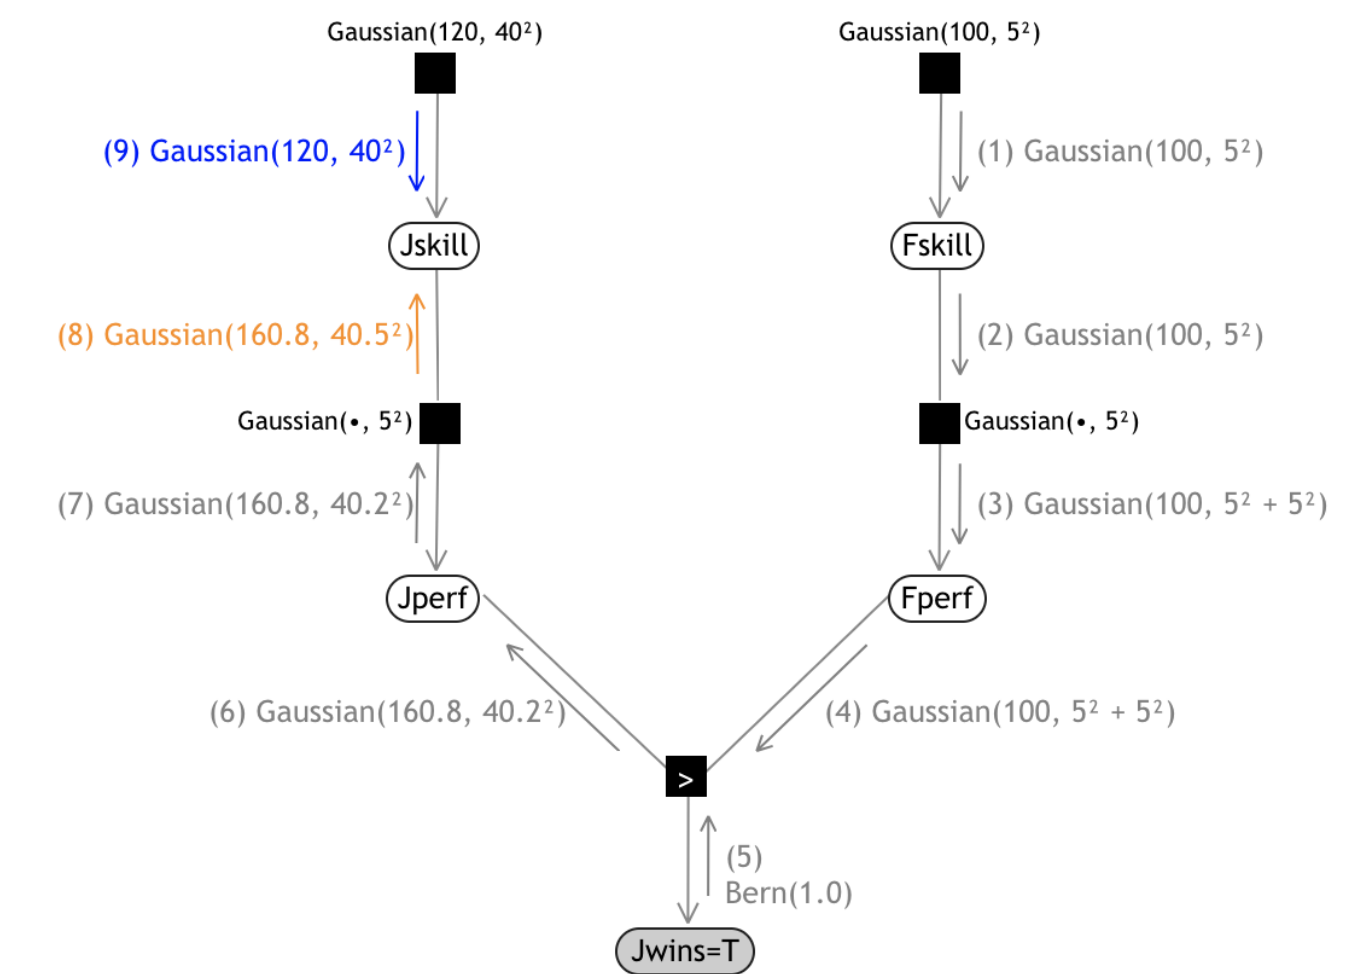 Gaussian(120, 40²)
Gaussian(100, 5²)
(9) Gaussian(120, 40²)
(1) Gaussian(100, 5²)
Jskill
Fskill
(8) Gaussian(160.8, 40.5²)
(2) Gaussian(100, 5²)
Gaussian(•, 5²)
Gaussian(•, 5²)
(7) Gaussian(160.8, 40.2²)
(3) Gaussian(100, 5² + 5²)
Jperf
Fperf
(6) Gaussian(160.8, 40.2²)
(4) Gaussian(100, 5² + 5²)
>
(5)
Bern(1.0)
Jwins=T